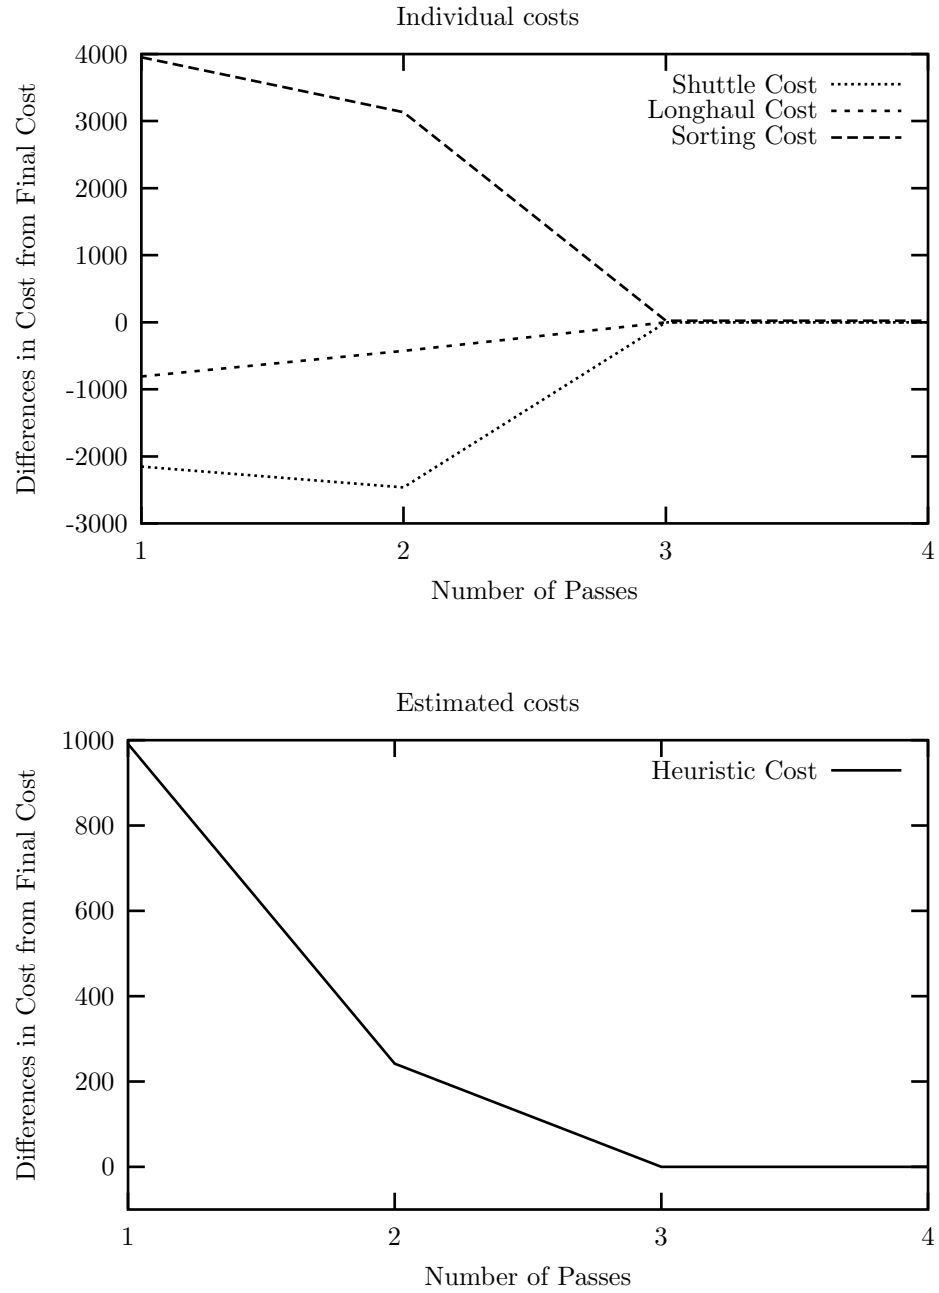 Individual costs
4000
3000
2000
1000
0
-1000
-2000
-3000
Differences in Cost from Final Cost
Shuttle Cost
Longhaul Cost
Sorting Cost
1 2 3 4
Number of Passes
Estimated costs
1000
800
600
400
200
0
Differences in Cost from Final Cost
Heuristic Cost
1 2 3 4
Number of Passes